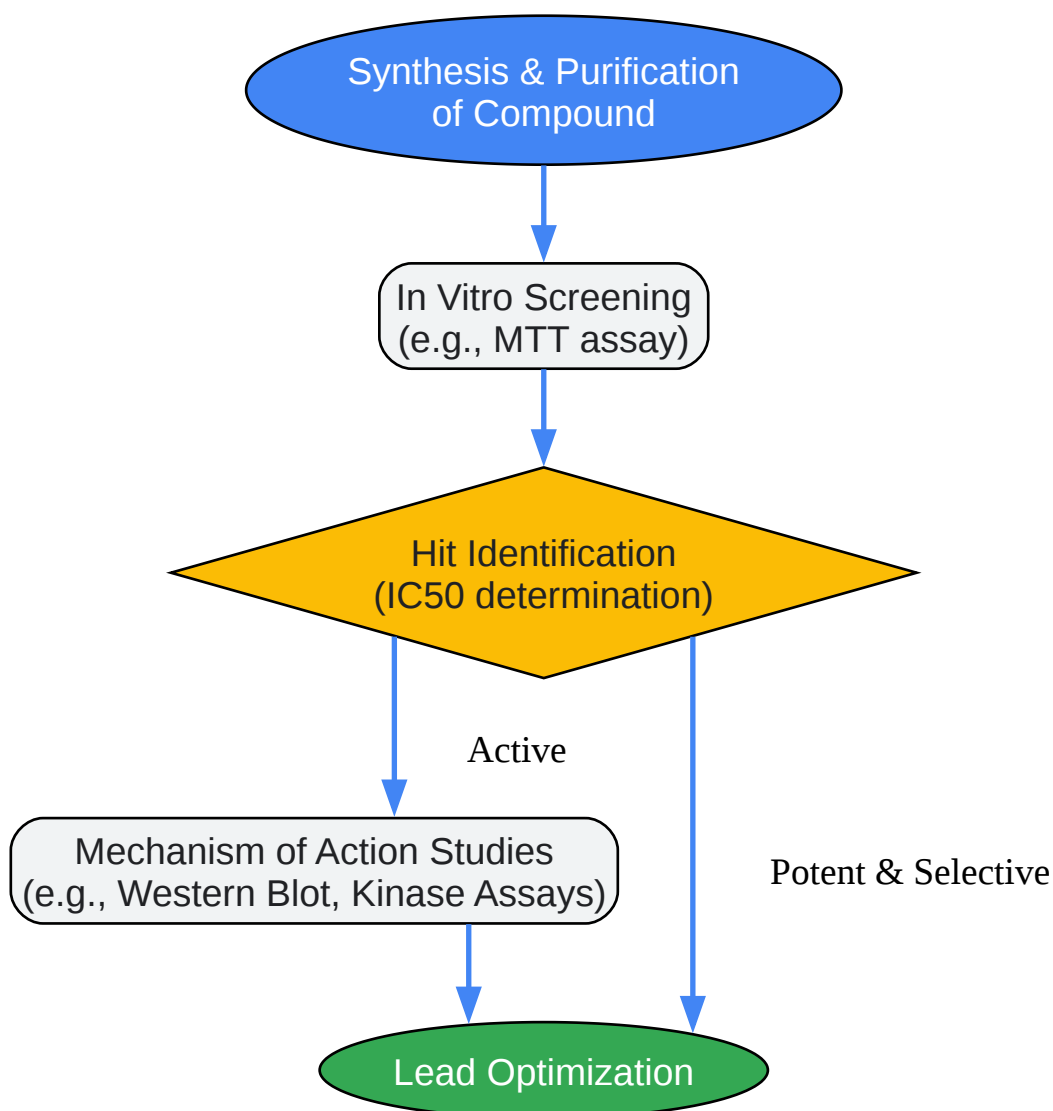 Synthesis & Purification
of Compound
In Vitro Screening
(e.g., MTT assay)
Hit Identification
(IC50 determination)
Active
Mechanism of Action Studies
(e.g., Western Blot, Kinase Assays)
Potent & Selective
Lead Optimization